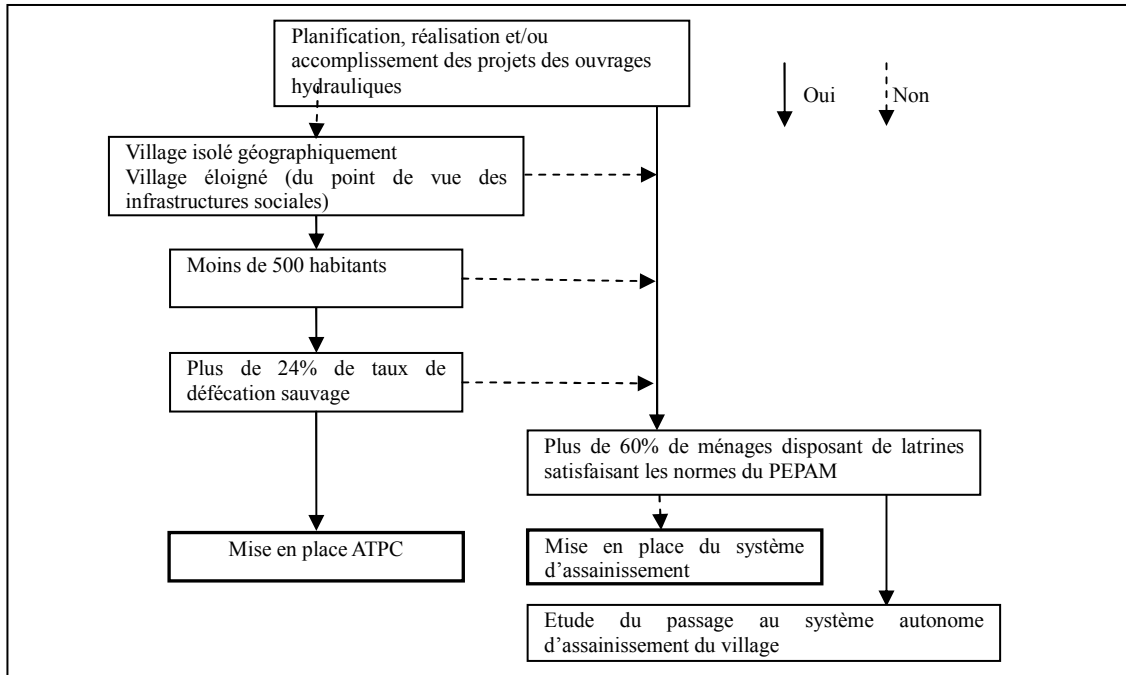 Planification, réalisation et/ou
accomplissement des projets des ouvrages
hydrauliques
Oui
Non
Village isolé géographiquement
Village éloigné (du point de vue des
infrastructures sociales)
Moins de 500 habitants
Plus de 24% de taux de
défécation sauvage
Plus de 60% de ménages disposant de latrines
satisfaisant les normes du PEPAM
Mise en place ATPC
Mise en place du système
d’assainissement
Etude du passage au système autonome
d’assainissement du village